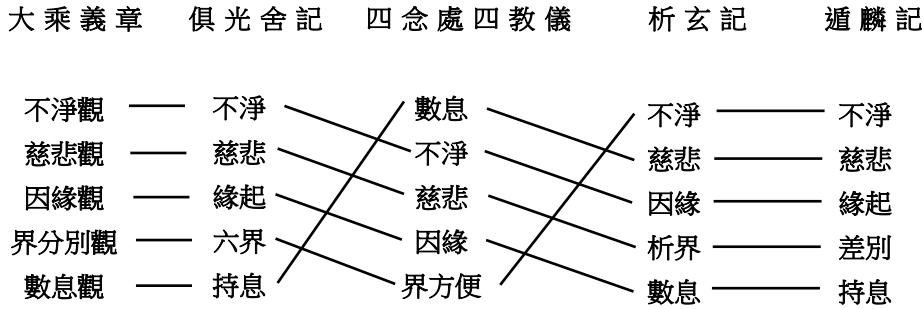 大乘義章 俱光舍記 四念處四教儀 析玄記 遁麟記
不淨觀 不淨 數息 不淨 不淨
慈悲觀 慈悲 不淨 慈悲 慈悲
因緣觀 緣起 慈悲 因緣 緣起
界分別觀 六界 因緣 析界 差別
數息觀 持息 界方便 數息 持息